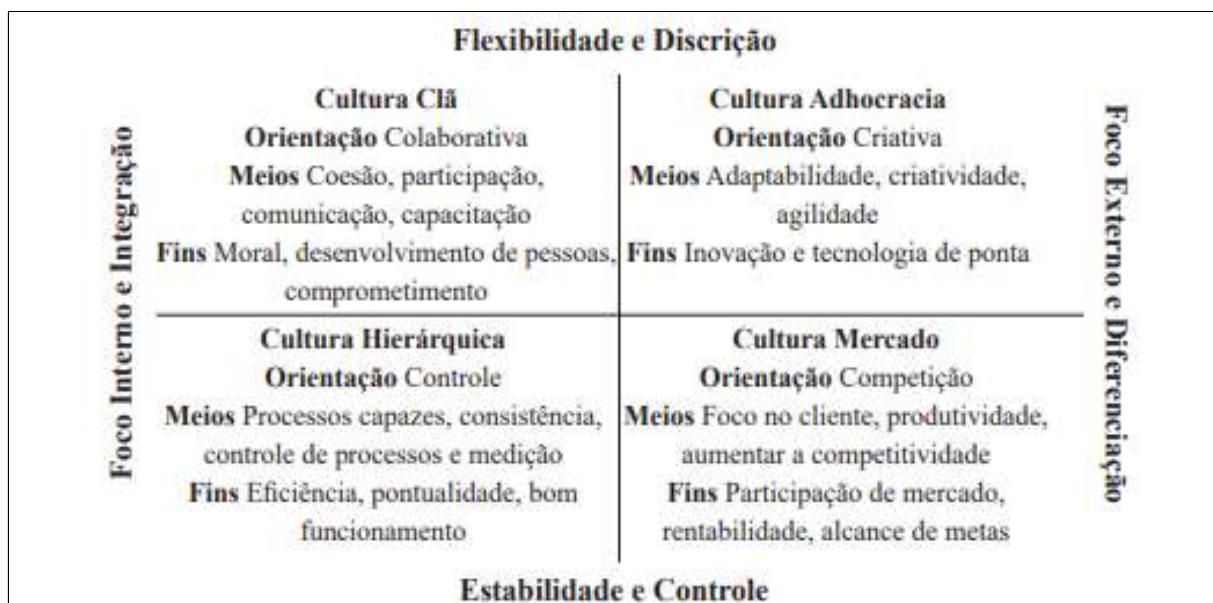 Flexibilidade e Discrição
Foco Interno e Integração
Cultura Clã
Orientação Colaborativa
Meios Coesão, participação,
comunicação, capacitação
Fins Moral, desenvolvimento de pessoas,
comprometimento
Cultura Adhocracia
Orientação Criativa
Meios Adaptabilidade, criatividade,
agilidade
Fins Inovação e tecnologia de ponta
Cultura Hierárquica
Orientação Controle
Meios Processos capazes, consistência,
controle de processos e medição
Fins Eficiência, pontualidade, bom
funcionamento
Cultura Mercado
Orientação Competição
Meios Foco no cliente, produtividade,
aumentar a competitividade
Fins Participação de mercado,
rentabilidade, alcance de metas
Foco Externo e Diferenciação
Estabilidade e Controle